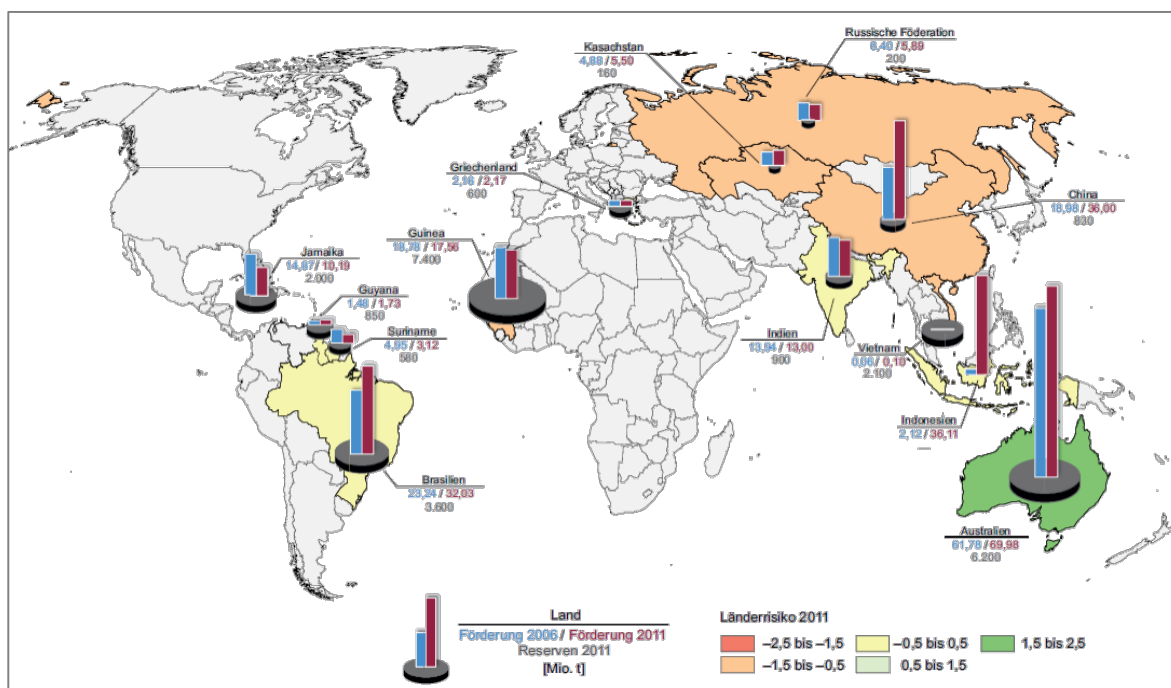 Russische Föderation
6,40 / 5,89
200
Kasachstan
4,88 / 5,50
160
Griechenland
2,16 / 2,17
600
China
18,98 / 36,00
830
Guinea
18,78 / 17,56
7.400
Jamaika
14,87 / 10,19
2.000
Guyana
1,48 / 1,73
850
Suriname
4,95 / 3,12
580
Indien
13,94 / 13,00
900
Vietnam
0,06 / 0,10
2.100
Indonesien
2,12 / 36,11
—
Brasilien
23,24 / 32,03
3.600
Australien
61,78 / 69,98
6.200
Land
Förderung 2006 / Förderung 2011
Reserven 2011
[Mio. t]
Länderrisiko 2011
–2,5 bis –1,5
–0,5 bis 0,5
1,5 bis 2,5
–1,5 bis –0,5
0,5 bis 1,5